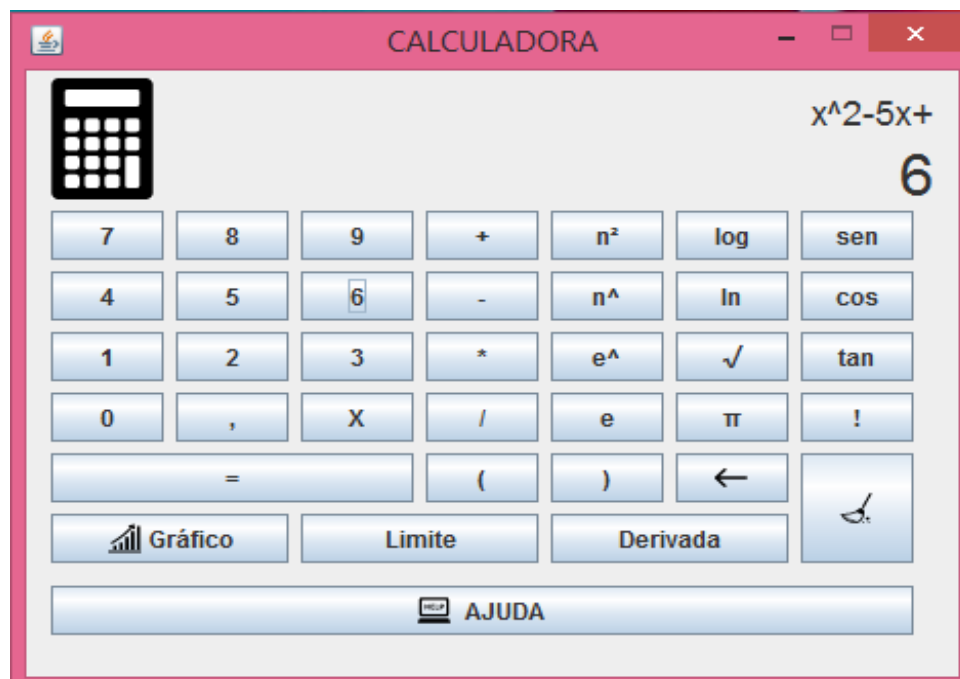 CALCULADORA
x^2-5x+
6
7 8 9 + n² log sen
4 5 6 - n^ ln cos
1 2 3 * e^ √ tan
0 , X / e π !
= ( ) ←
Gráfico Limite Derivada
HELP AJUDA